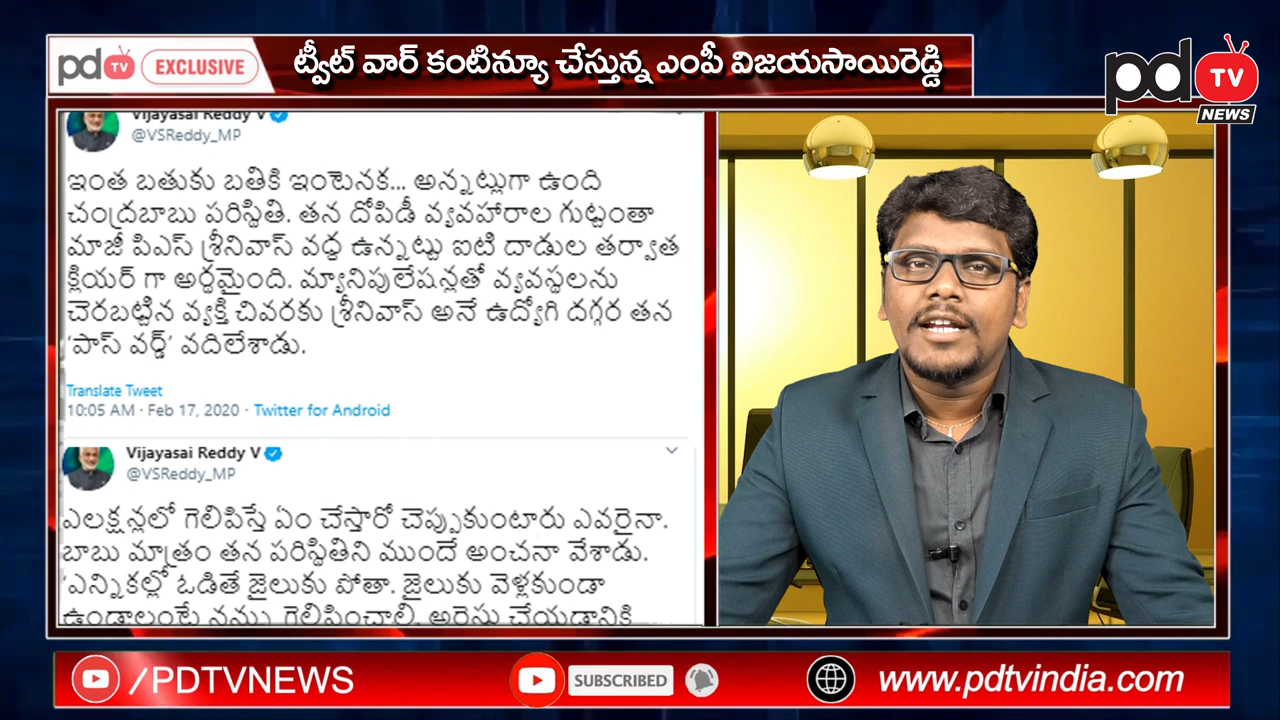 pd TV EXCLUSIVE
ట్వీట్ వార్ కంటిన్యూ చేస్తున్న ఎంపీ విజయసాయిరెడ్డి
pd TV
NEWS
Vijayasai Reddy V
@VSReddy_MP
ఇంత బతుకు బతికి ఇంటెనక... అన్నట్లుగా ఉంది
చంద్రబాబు పరిస్థితి. తన దోపిడీ వ్యవహారాల గుట్టంతా
మాజీ పిఎస్ శ్రీనివాస్ వద్ద ఉన్నట్టు ఐటి దాడుల తర్వాత
క్లియర్ గా అర్థమైంది. మ్యానిపులేషన్లతో వ్యవస్థలను
చెరబట్టిన వ్యక్తి చివరకు శ్రీనివాస్ అనే ఉద్యోగి దగ్గర తన
'పాస్ వర్డ్' వదిలేశాడు.
Translate Tweet
10:05 AM · Feb 17, 2020 · Twitter for Android
Vijayasai Reddy V
@VSReddy_MP
ఎలక్షన్లలో గెలిపిస్తే ఏం చేస్తారో చెప్పుకుంటారు ఎవరైనా.
బాబు మాత్రం తన పరిస్థితిని ముందే అంచనా వేశాడు.
'ఎన్నికల్లో ఓడితే జైలుకు పోతా. జైలుకు వెళ్లకుండా
ఉండాలంటే నన్ను గెలిపించాలి. అరెస్టు చేయడానికి
/PDTVNEWS
SUBSCRIBED
www.pdtvindia.com